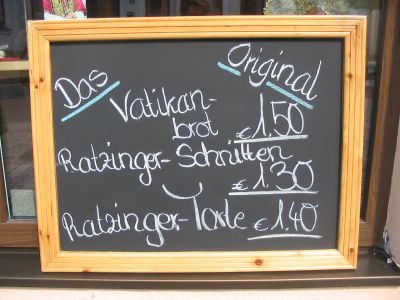 Das Original
Vatikan-
brot €1.50
Ratzinger-Schnitten
€1.30
Ratzinger-Torte €1.40